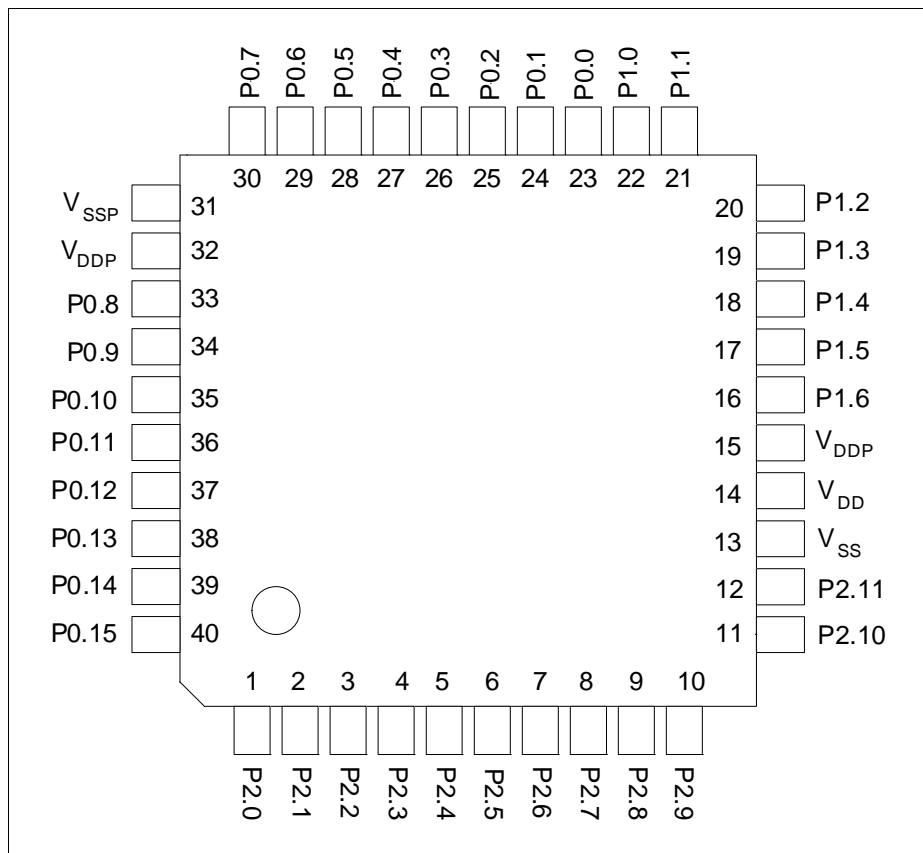 P0.7 P0.6 P0.5 P0.4 P0.3 P0.2 P0.1 P0.0 P1.0 P1.1
30 29 28 27 26 25 24 23 22 21
VSSP 31 20 P1.2
VDDP 32 19 P1.3
P0.8 33 18 P1.4
P0.9 34 17 P1.5
P0.10 35 16 P1.6
P0.11 36 15 VDDP
P0.12 37 14 VDD
P0.13 38 13 VSS
P0.14 39 12 P2.11
P0.15 40 11 P2.10
1 2 3 4 5 6 7 8 9 10
P2.0 P2.1 P2.2 P2.3 P2.4 P2.5 P2.6 P2.7 P2.8 P2.9